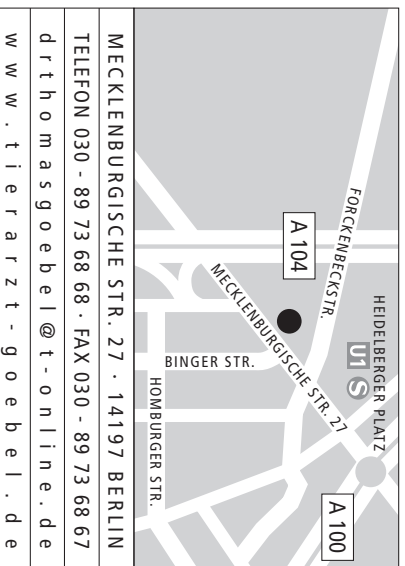 HEIDELBERGER PLATZ
U1 S
FORCKENBECKSTR.
A 100
A 104
MECKLENBURGISCHE STR. 27
BINGER STR.
HOMBURGER STR.
MECKLENBURGISCHE STR. 27 · 14197 BERLIN
TELEFON 030 - 89 73 68 68 · FAX 030 - 89 73 68 67
drthomasgoebel@t-online.de
www.tierarzt-goebel.de